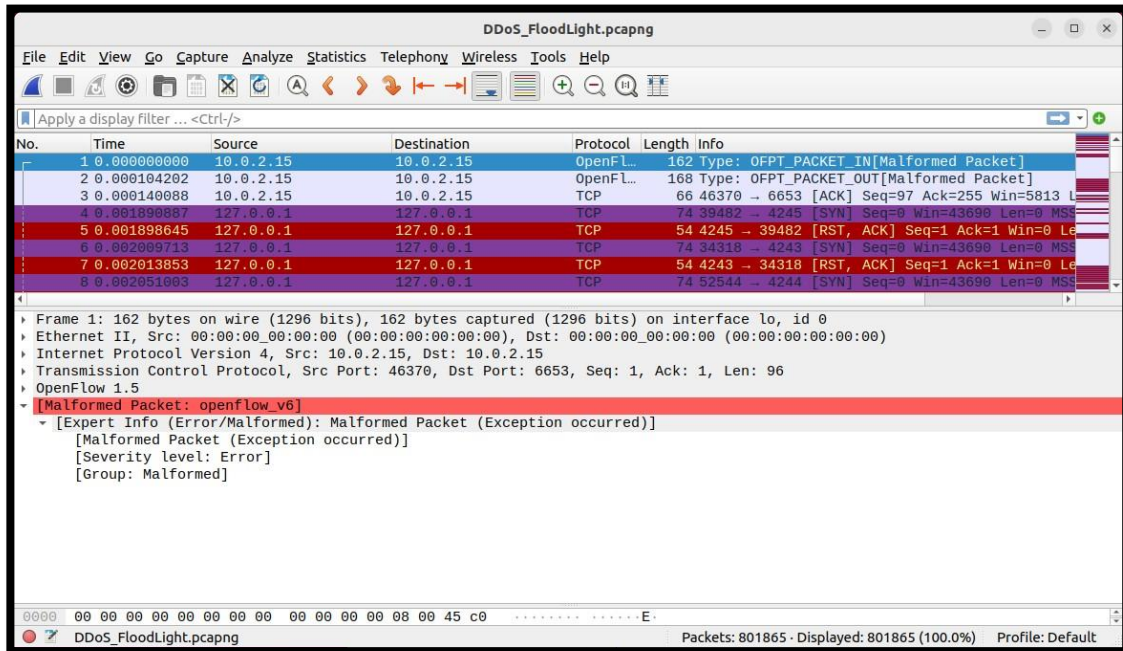 DDoS_FloodLight.pcapng
File Edit View Go Capture Analyze Statistics Telephony Wireless Tools Help
Apply a display filter … <Ctrl-/>
No. Time Source Destination Protocol Length Info
1 0.000000000 10.0.2.15 10.0.2.15 OpenFl… 162 Type: OFPT_PACKET_IN[Malformed Packet]
2 0.000104202 10.0.2.15 10.0.2.15 OpenFl… 168 Type: OFPT_PACKET_OUT[Malformed Packet]
3 0.000140088 10.0.2.15 10.0.2.15 TCP 66 46370 → 6653 [ACK] Seq=97 Ack=255 Win=5813 L
4 0.001890887 127.0.0.1 127.0.0.1 TCP 74 39482 → 4245 [SYN] Seq=0 Win=43690 Len=0 MSS
5 0.001898645 127.0.0.1 127.0.0.1 TCP 54 4245 → 39482 [RST, ACK] Seq=1 Ack=1 Win=0 Le
6 0.002009713 127.0.0.1 127.0.0.1 TCP 74 34318 → 4243 [SYN] Seq=0 Win=43690 Len=0 MSS
7 0.002013853 127.0.0.1 127.0.0.1 TCP 54 4243 → 34318 [RST, ACK] Seq=1 Ack=1 Win=0 Le
8 0.002051003 127.0.0.1 127.0.0.1 TCP 74 52544 → 4244 [SYN] Seq=0 Win=43690 Len=0 MSS
Frame 1: 162 bytes on wire (1296 bits), 162 bytes captured (1296 bits) on interface lo, id 0
Ethernet II, Src: 00:00:00_00:00:00 (00:00:00:00:00:00), Dst: 00:00:00_00:00:00 (00:00:00:00:00:00)
Internet Protocol Version 4, Src: 10.0.2.15, Dst: 10.0.2.15
Transmission Control Protocol, Src Port: 46370, Dst Port: 6653, Seq: 1, Ack: 1, Len: 96
OpenFlow 1.5
[Malformed Packet: openflow_v6]
[Expert Info (Error/Malformed): Malformed Packet (Exception occurred)]
[Malformed Packet (Exception occurred)]
[Severity level: Error]
[Group: Malformed]
0000 00 00 00 00 00 00 00 00 00 00 00 00 08 00 45 c0 ········ ······E·
DDoS_FloodLight.pcapng Packets: 801865 · Displayed: 801865 (100.0%) Profile: Default